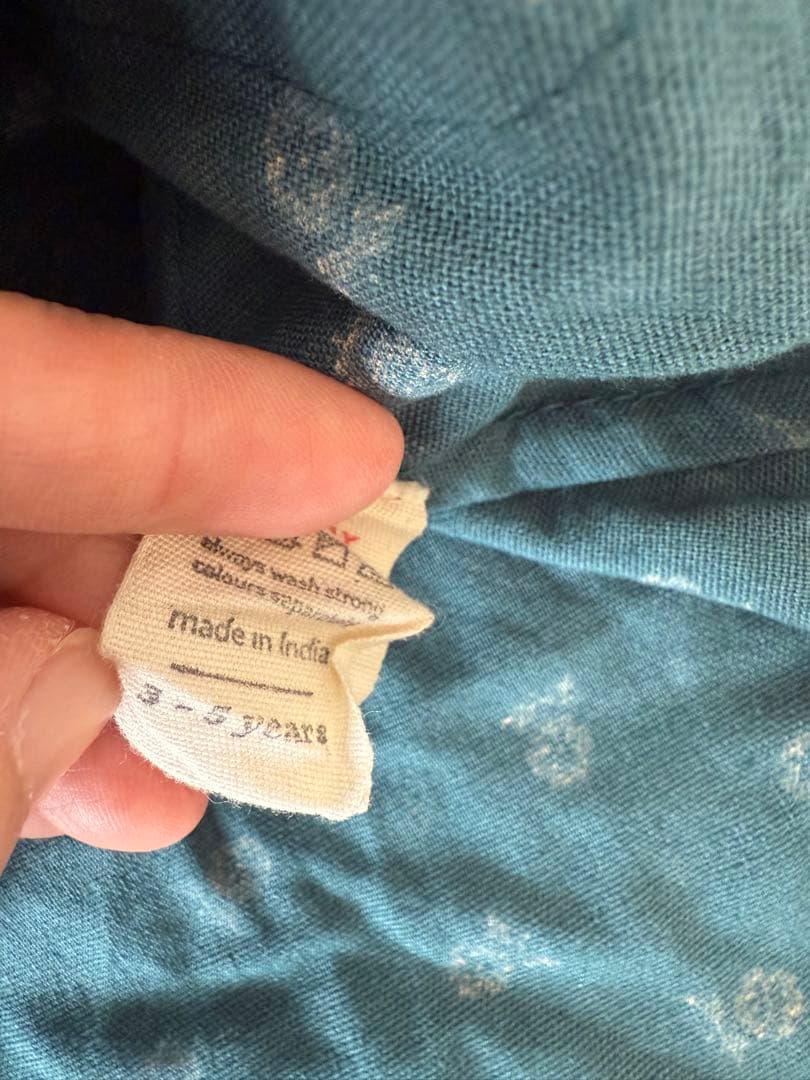 always wash strong
colours separately
made in India
3 - 5 years